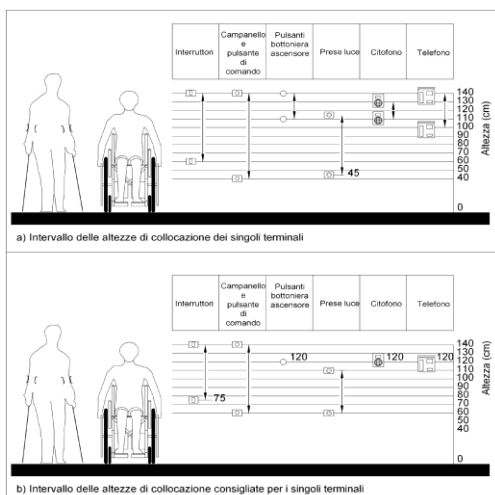 Interruttori
Campanello
e
pulsante
di
comando
Pulsanti
bottoniera
ascensore
Prese luce
Citofono
Telefono
140
130
120
110
100
90
80
70
60
50
40
0
Altezza (cm)
45
a) Intervallo delle altezze di collocazione dei singoli terminali
Interruttori
Campanello
e
pulsante
di
comando
Pulsanti
bottoniera
ascensore
Prese luce
Citofono
Telefono
140
130
120
110
100
90
80
70
60
50
40
0
Altezza (cm)
120
120
120
75
b) Intervallo delle altezze di collocazione consigliate per i singoli terminali